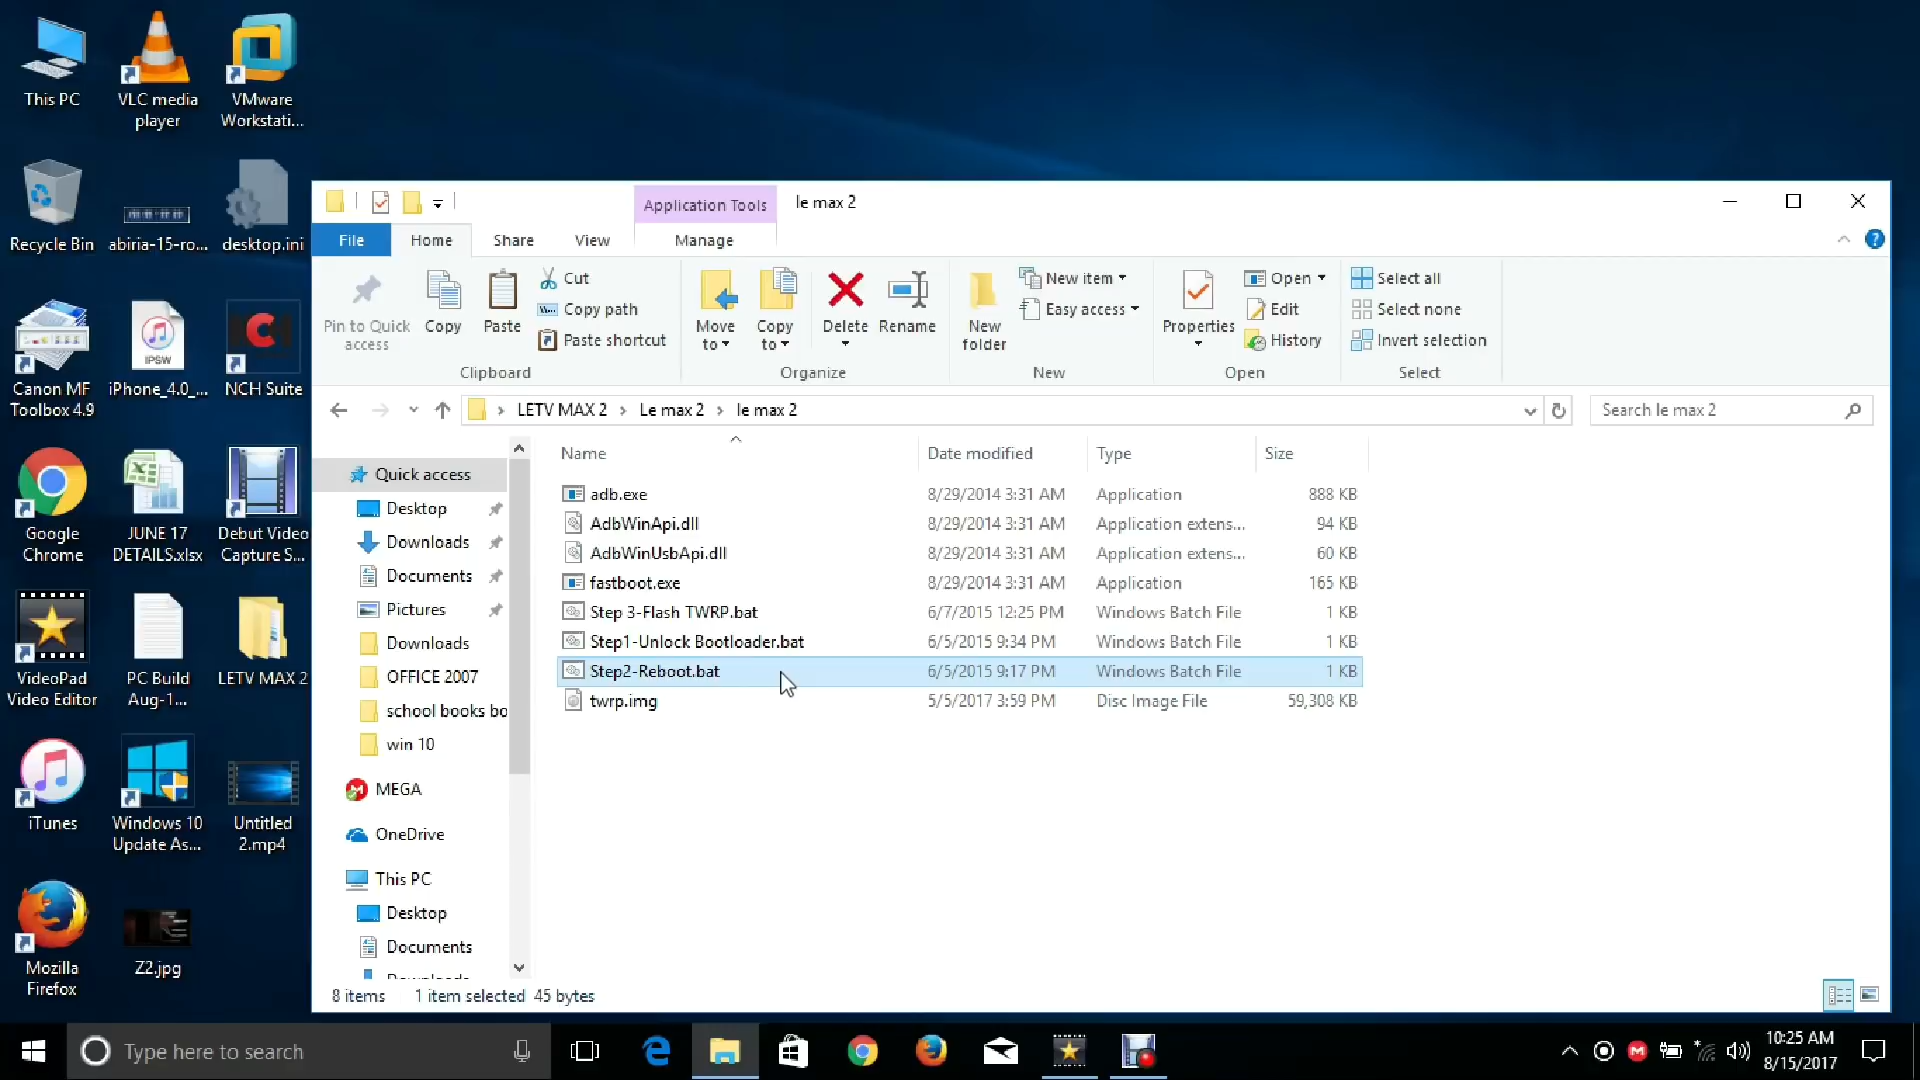 This PC
VLC media
player
VMware
Workstati...
Recycle Bin
abiria-15-ro...
desktop.ini
Canon MF
Toolbox 4.9
IPSW
iPhone_4.0_...
NCH Suite
Google
Chrome
JUNE 17
DETAILS.xlsx
Debut Video
Capture S...
VideoPad
Video Editor
PC Build
Aug-1...
LETV MAX 2
iTunes
Windows 10
Update As...
Untitled
2.mp4
Mozilla
Firefox
Z2.jpg
Application Tools
le max 2
File
Home
Share
View
Manage
Pin to Quick
access
Copy
Paste
Cut
Copy path
Paste shortcut
Clipboard
Move
to
Copy
to
Delete
Rename
Organize
New
folder
New item
Easy access
New
Properties
Open
Edit
History
Open
Select all
Select none
Invert selection
Select
LETV MAX 2 > Le max 2 > le max 2
Search le max 2
Quick access
Desktop
Downloads
Documents
Pictures
Downloads
OFFICE 2007
school books bo
win 10
MEGA
OneDrive
This PC
Desktop
Documents
Name Date modified Type Size
adb.exe 8/29/2014 3:31 AM Application 888 KB
AdbWinApi.dll 8/29/2014 3:31 AM Application extens... 94 KB
AdbWinUsbApi.dll 8/29/2014 3:31 AM Application extens... 60 KB
fastboot.exe 8/29/2014 3:31 AM Application 165 KB
Step 3-Flash TWRP.bat 6/7/2015 12:25 PM Windows Batch File 1 KB
Step1-Unlock Bootloader.bat 6/5/2015 9:34 PM Windows Batch File 1 KB
Step2-Reboot.bat 6/5/2015 9:17 PM Windows Batch File 1 KB
twrp.img 5/5/2017 3:59 PM Disc Image File 59,308 KB
8 items 1 item selected 45 bytes
Type here to search
10:25 AM
8/15/2017